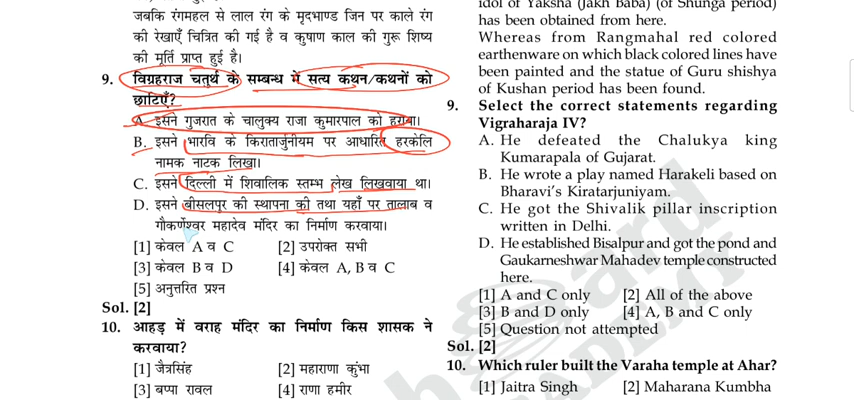 जबकि रंगमहल से लाल रंग के मृदभाण्ड जिन पर काले रंग
की रेखाएँ चित्रित की गई है व कुषाण काल की गुरू शिष्य
की मूर्ति प्राप्त हुई है।
9. विग्रहराज चतुर्थ के सम्बन्ध में सत्य कथन/कथनों को
छाटिएँ?
A. इसने गुजरात के चालुक्य राजा कुमारपाल को हराया।
B. इसने भारवि के किरातार्जुनीयम पर आधारित हरकेलि
नामक नाटक लिखा।
C. इसने दिल्ली में शिवालिक स्तम्भ लेख लिखवाया था।
D. इसने बीसलपुर की स्थापना की तथा यहाँ पर तालाब व
गौकर्णेश्वर महादेव मंदिर का निर्माण करवाया।
[1] केवल A व C [2] उपरोक्त सभी
[3] केवल B व D [4] केवल A, B व C
[5] अनुत्तरित प्रश्न
Sol. [2]
10. आहड़ में वराह मंदिर का निर्माण किस शासक ने
करवाया?
[1] जैत्रसिंह [2] महाराणा कुंभा
[3] बप्पा रावल [4] राणा हमीर
idol of Yaksha (Jakh Baba) (of Shunga period)
has been obtained from here.
Whereas from Rangmahal red colored
earthenware on which black colored lines have
been painted and the statue of Guru shishya
of Kushan period has been found.
9. Select the correct statements regarding
Vigraharaja IV?
A. He defeated the Chalukya king
Kumarapala of Gujarat.
B. He wrote a play named Harakeli based on
Bharavi's Kiratarjuniyam.
C. He got the Shivalik pillar inscription
written in Delhi.
D. He established Bisalpur and got the pond and
Gaukarneshwar Mahadev temple constructed
here.
[1] A and C only [2] All of the above
[3] B and D only [4] A, B and C only
[5] Question not attempted
Sol. [2]
10. Which ruler built the Varaha temple at Ahar?
[1] Jaitra Singh [2] Maharana Kumbha